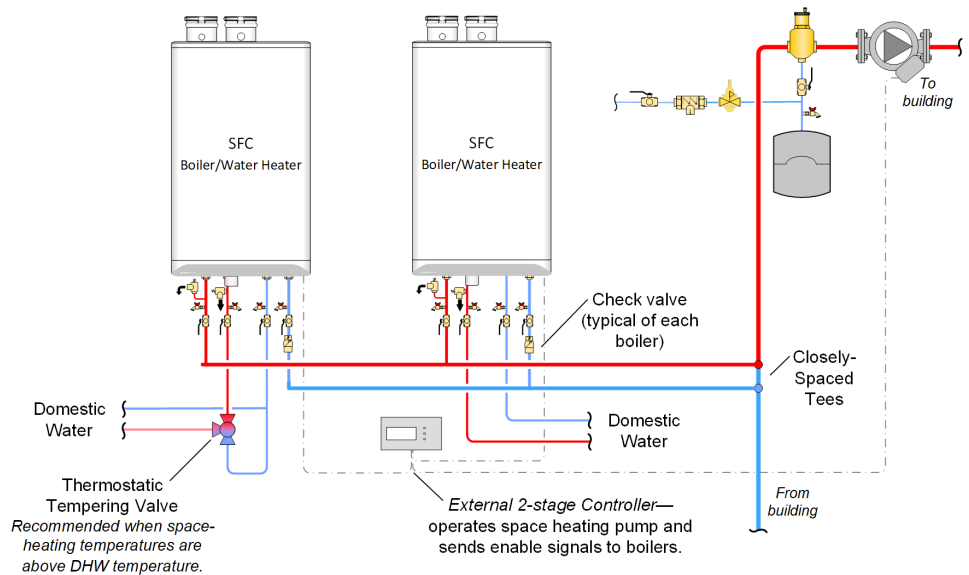 SFC
Boiler/Water Heater
SFC
Boiler/Water Heater
To
building
Check valve
(typical of each
boiler)
Closely-
Spaced
Tees
Domestic
Water
Domestic
Water
Thermostatic
Tempering Valve
Recommended when space-
heating temperatures are
above DHW temperature.
External 2-stage Controller—
operates space heating pump and
sends enable signals to boilers.
From
building